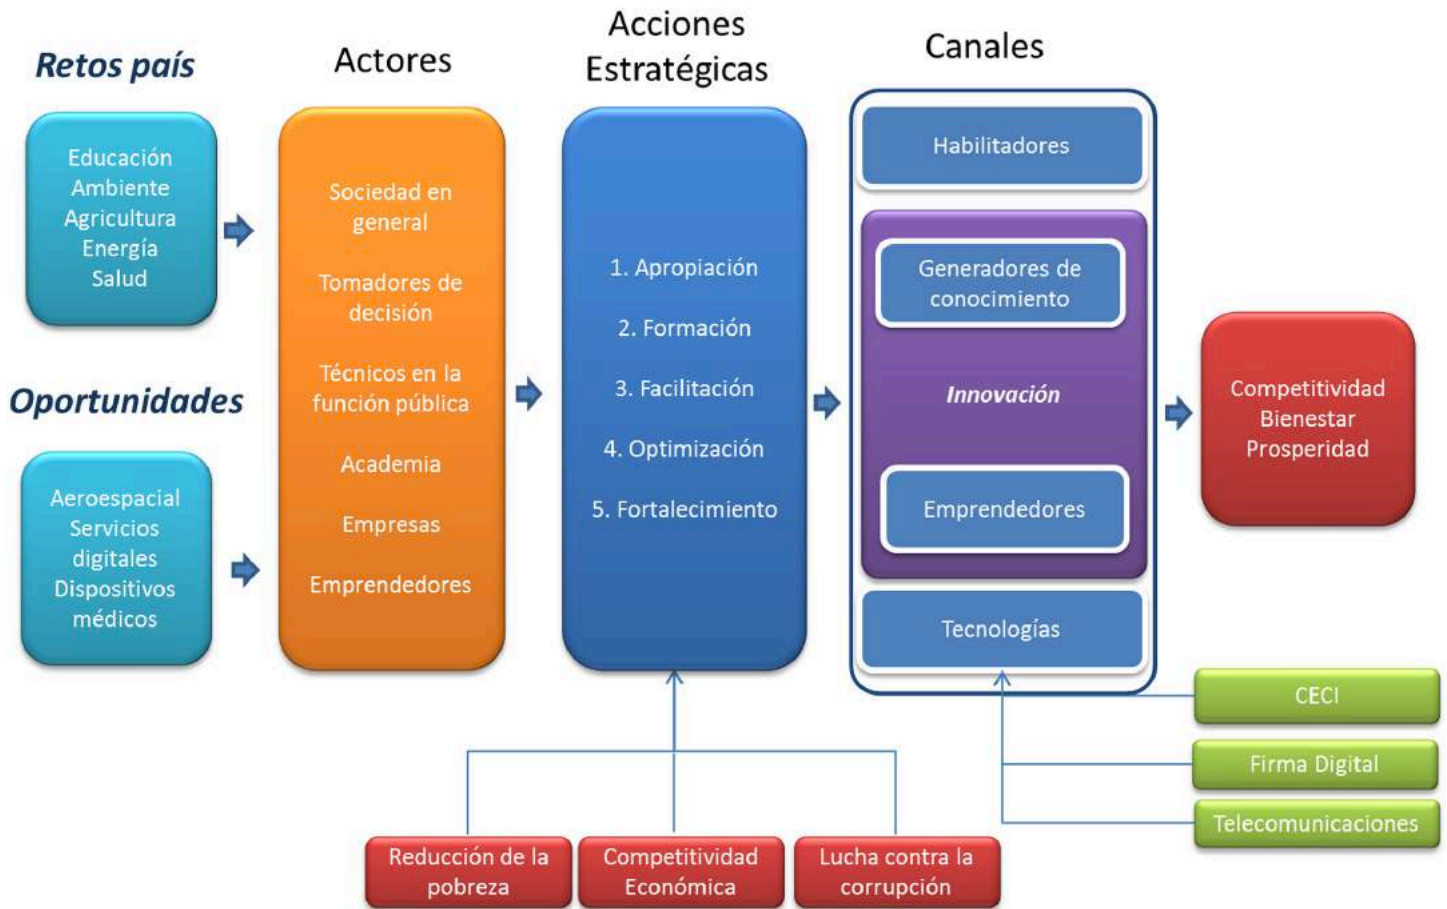 Retos país
Educación
Ambiente
Agricultura
Energía
Salud
Oportunidades
Aeroespacial
Servicios
digitales
Dispositivos
médicos
Actores
Sociedad en
general
Tomadores de
decisión
Técnicos en la
función pública
Academia
Empresas
Emprendedores
Acciones
Estratégicas
1. Apropiación
2. Formación
3. Facilitación
4. Optimización
5. Fortalecimiento
Canales
Habilitadores
Generadores de
conocimiento
Innovación
Emprendedores
Tecnologías
Competitividad
Bienestar
Prosperidad
CECI
Firma Digital
Telecomunicaciones
Reducción de la
pobreza
Competitividad
Económica
Lucha contra la
corrupción